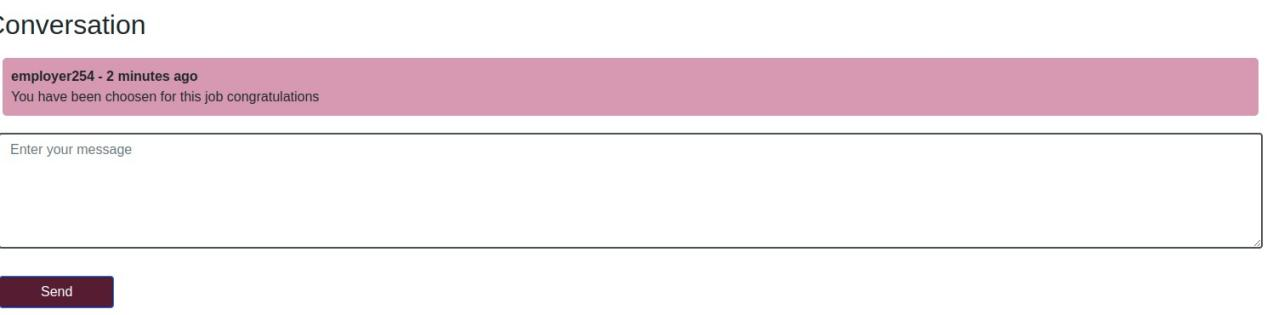 Conversation
employer254 - 2 minutes ago
You have been choosen for this job congratulations
Enter your message
Send